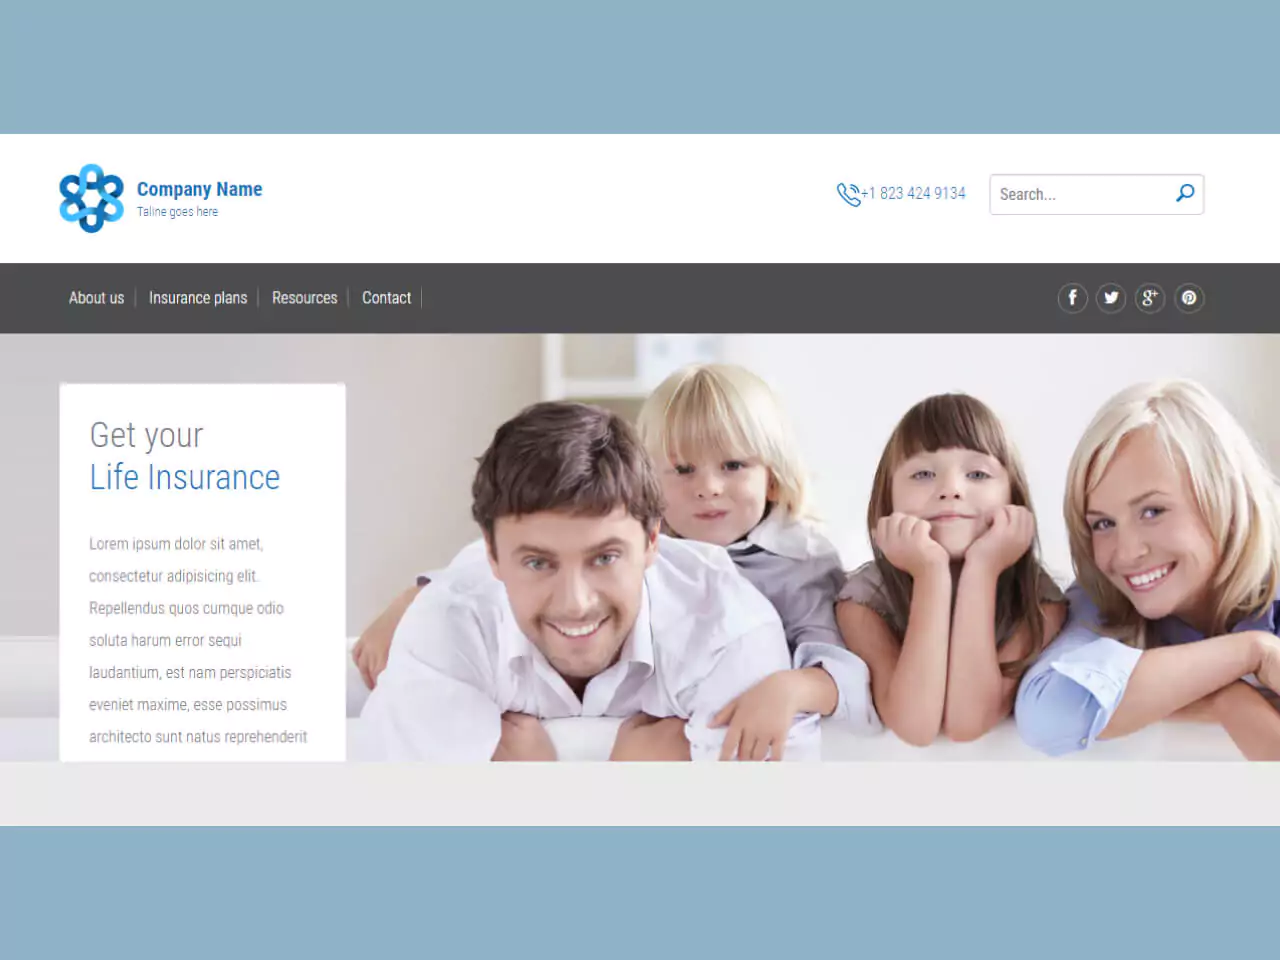 Company Name
Taline goes here
+1 823 424 9134
Search...
About us
Insurance plans
Resources
Contact
Get your
Life Insurance
Lorem ipsum dolor sit amet,
consectetur adipisicing elit.
Repellendus quos cumque odio
soluta harum error sequi
laudantium, est nam perspiciatis
eveniet maxime, esse possimus
architecto sunt natus reprehenderit